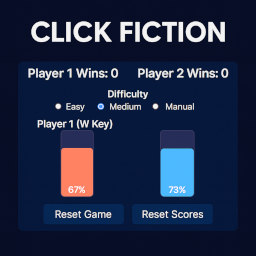 CLICK FICTION
Player 1 Wins: 0 Player 2 Wins: 0
Difficulty
Easy Medium Manual
Player 1 (W Key)
67% 73%
Reset Game Reset Scores